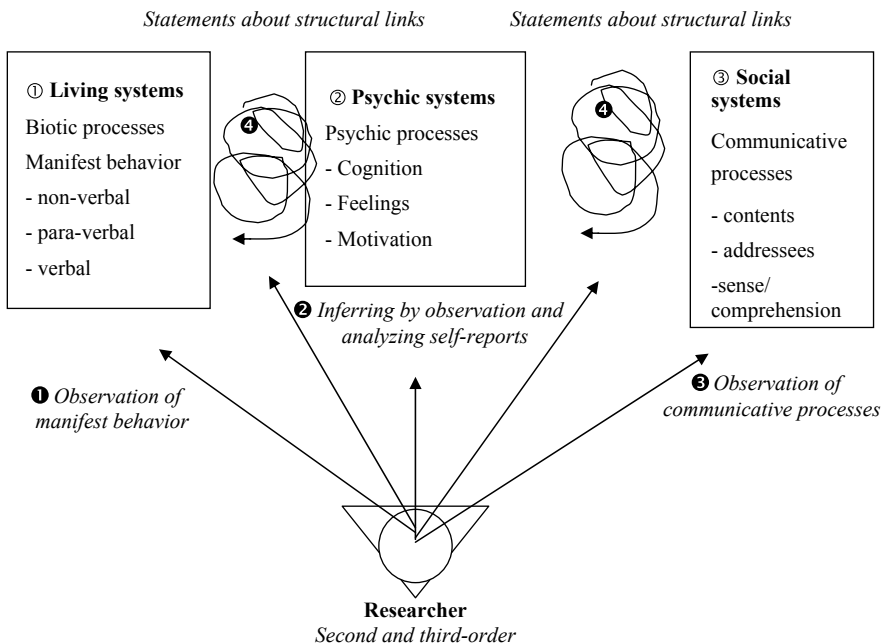 Statements about structural links
Statements about structural links
① Living systems
Biotic processes
Manifest behavior
- non-verbal
- para-verbal
- verbal
❹
② Psychic systems
Psychic processes
- Cognition
- Feelings
- Motivation
❹
③ Social
systems
Communicative
processes
- contents
- addressees
-sense/
comprehension
❷ Inferring by observation and
analyzing self-reports
❶ Observation of
manifest behavior
❸ Observation of
communicative processes
Researcher
Second and third-order